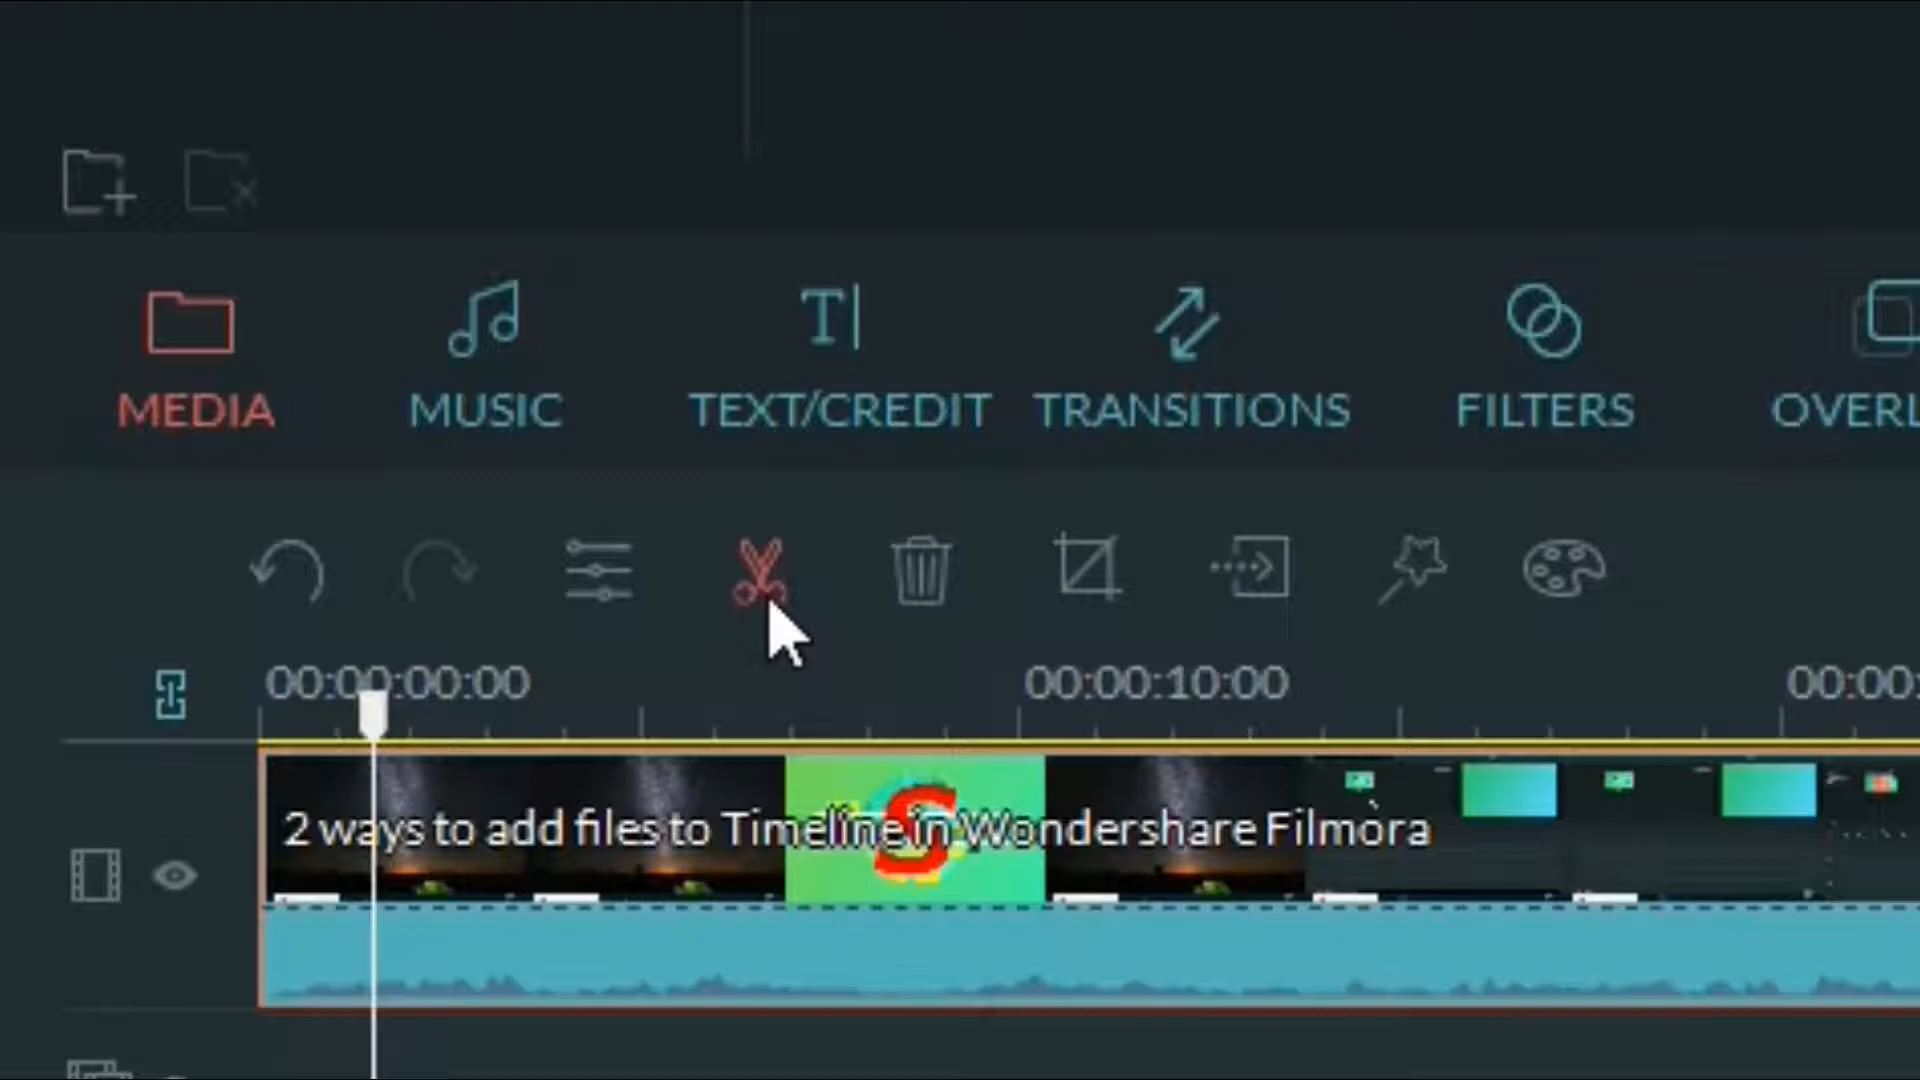 MEDIA MUSIC TEXT/CREDIT TRANSITIONS FILTERS OVERL
00:00:00:00 00:00:10:00 00:00:
2 ways to add files to Timeline in Wondershare Filmora
S